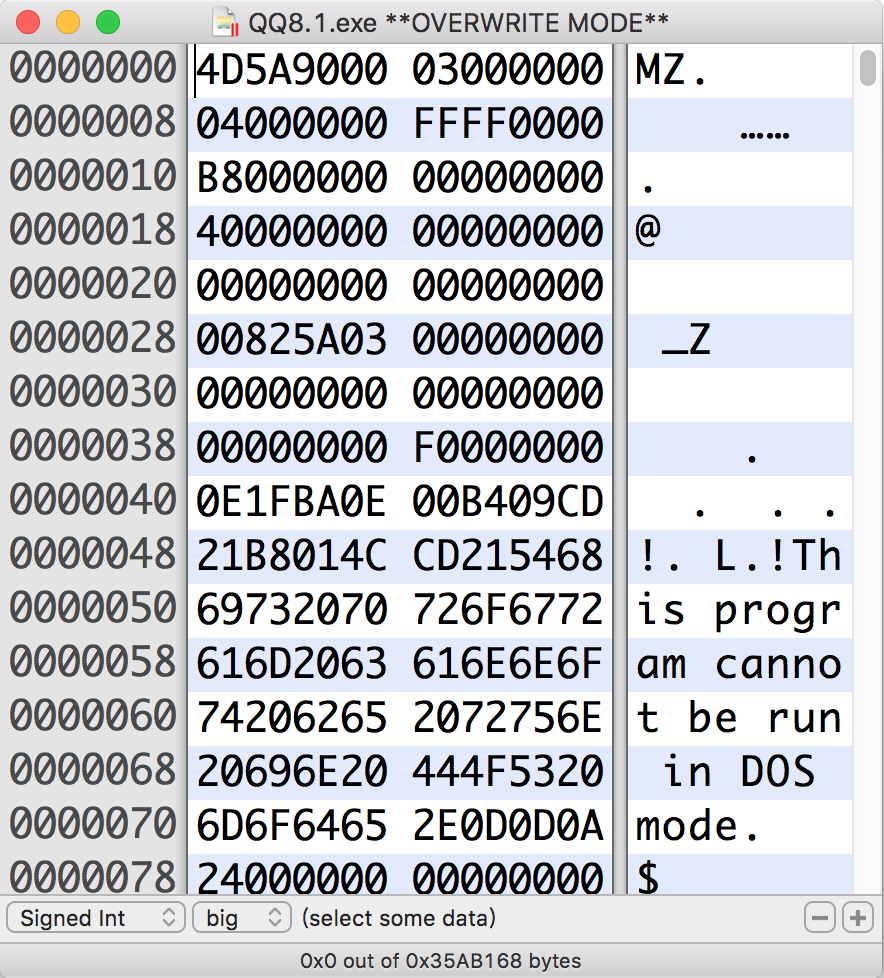 QQ8.1.exe **OVERWRITE MODE**
0000000 4D5A9000 03000000 MZ.
0000008 04000000 FFFF0000 ……
0000010 B8000000 00000000 .
0000018 40000000 00000000 @
0000020 00000000 00000000
0000028 00825A03 00000000 _Z
0000030 00000000 00000000
0000038 00000000 F0000000 .
0000040 0E1FBA0E 00B409CD . . .
0000048 21B8014C CD215468 !. L.!Th
0000050 69732070 726F6772 is progr
0000058 616D2063 616E6E6F am canno
0000060 74206265 2072756E t be run
0000068 20696E20 444F5320 in DOS
0000070 6D6F6465 2E0D0D0A mode.
0000078 24000000 00000000 $
Signed Int big (select some data)
0x0 out of 0x35AB168 bytes